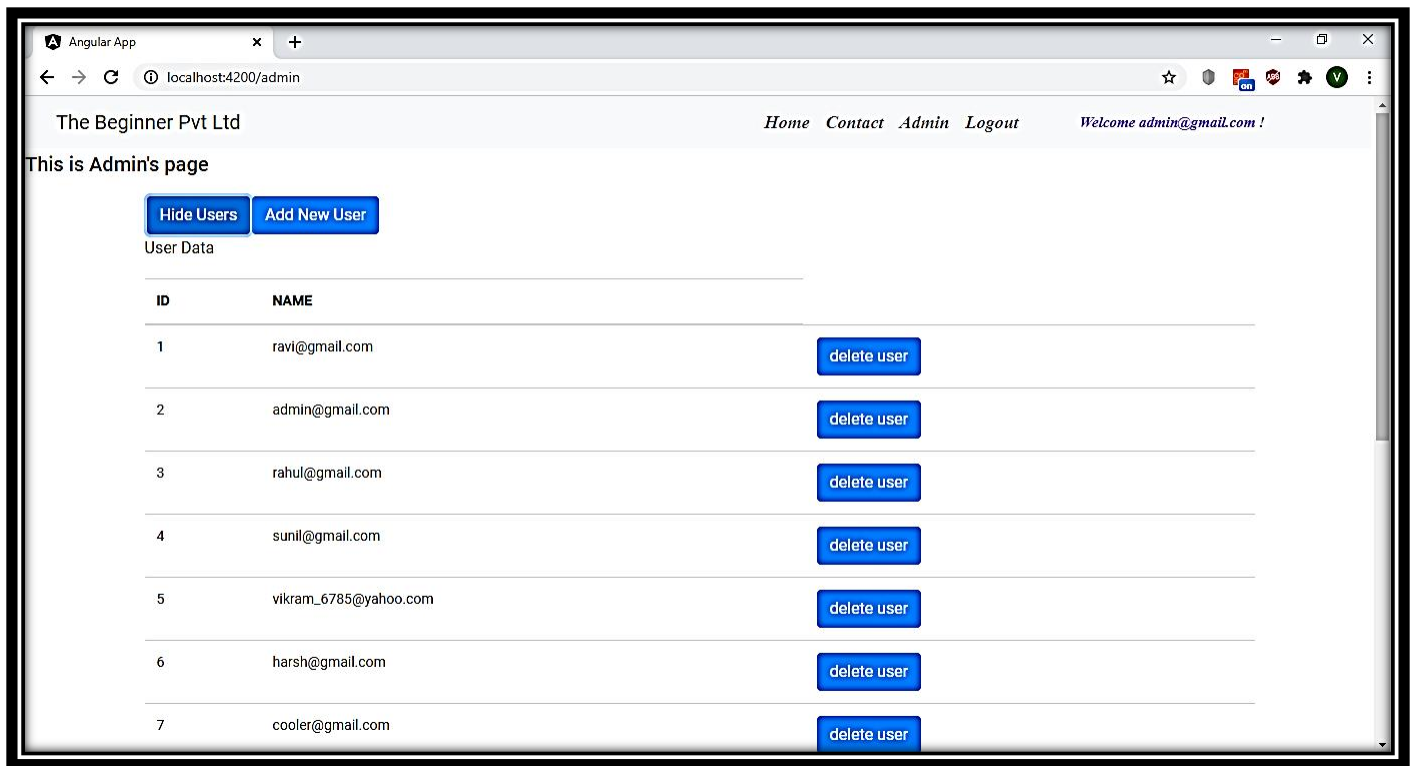 Angular App
localhost:4200/admin
on
ABP
V
The Beginner Pvt Ltd Home Contact Admin Logout Welcome admin@gmail.com !
This is Admin's page
Hide Users Add New User
User Data
ID NAME
1 ravi@gmail.com delete user
2 admin@gmail.com delete user
3 rahul@gmail.com delete user
4 sunil@gmail.com delete user
5 vikram_6785@yahoo.com delete user
6 harsh@gmail.com delete user
7 cooler@gmail.com delete user